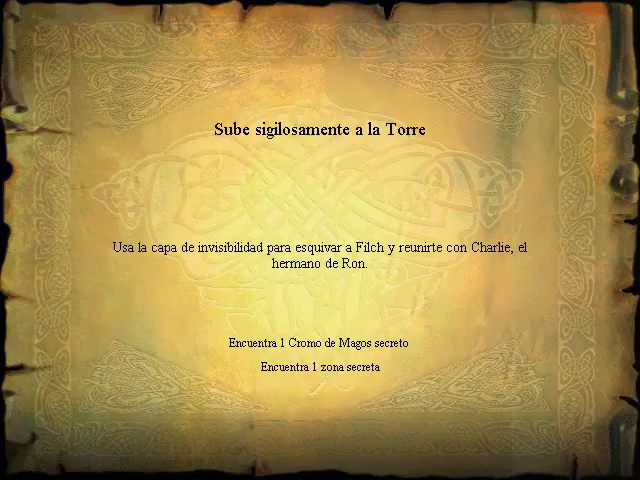 Sube sigilosamente a la Torre
Usa la capa de invisibilidad para esquivar a Filch y reunirte con Charlie, el
hermano de Ron.
Encuentra 1 Cromo de Magos secreto
Encuentra 1 zona secreta